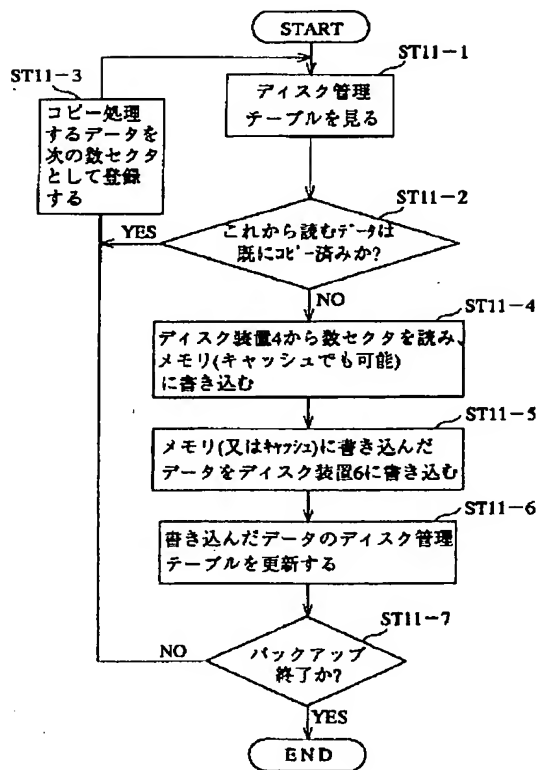 START
ST11-1
ディスク管理
テーブルを見る
ST11-3
コピー処理
するデータを
次の数セクタ
として登録
する
ST11-2
これから読むデータは
既にコピー済みか?
YES
NO
ST11-4
ディスク装置4から数セクタを読み、
メモリ(キャッシュでも可能)
に書き込む
ST11-5
メモリ(又はキャッシュ)に書き込んだ
データをディスク装置6に書き込む
ST11-6
書き込んだデータのディスク管理
テーブルを更新する
ST11-7
バックアップ
終了か?
NO
YES
END